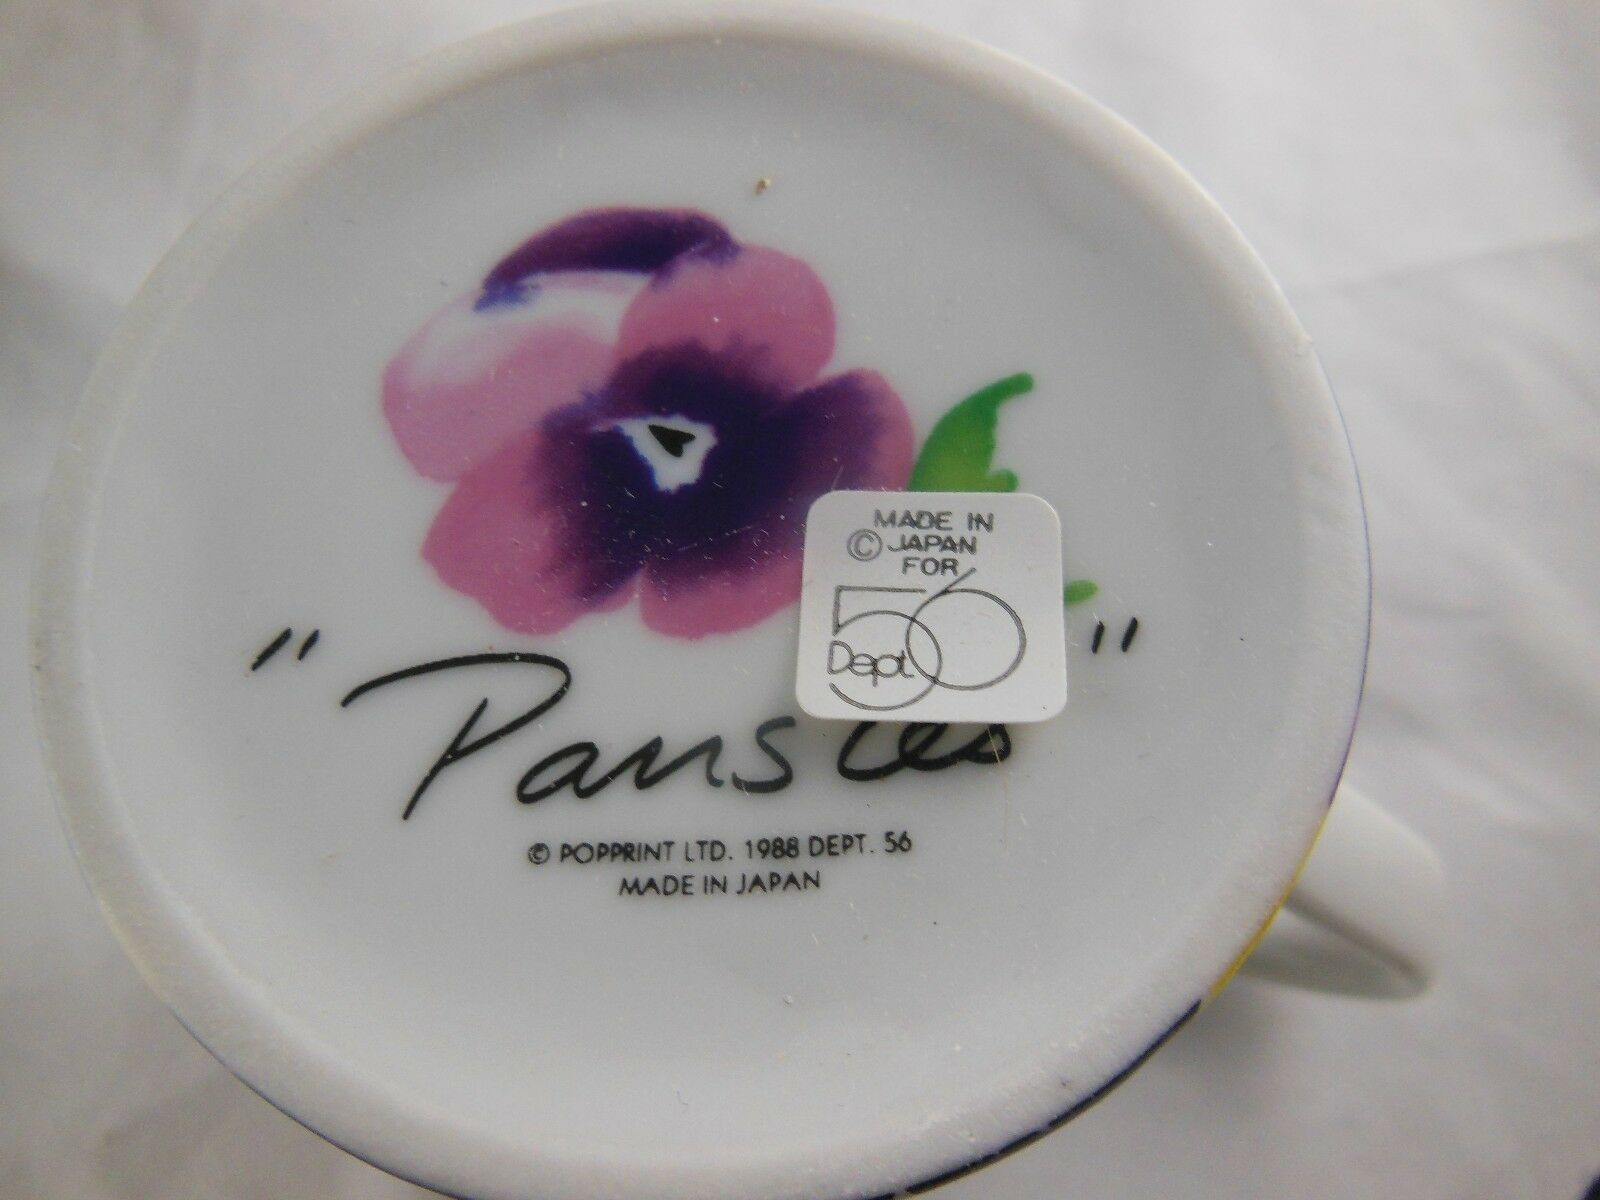 MADE IN
© JAPAN
FOR
56
Dept
"Pansies"
© POPPRINT LTD. 1988 DEPT. 56
MADE IN JAPAN